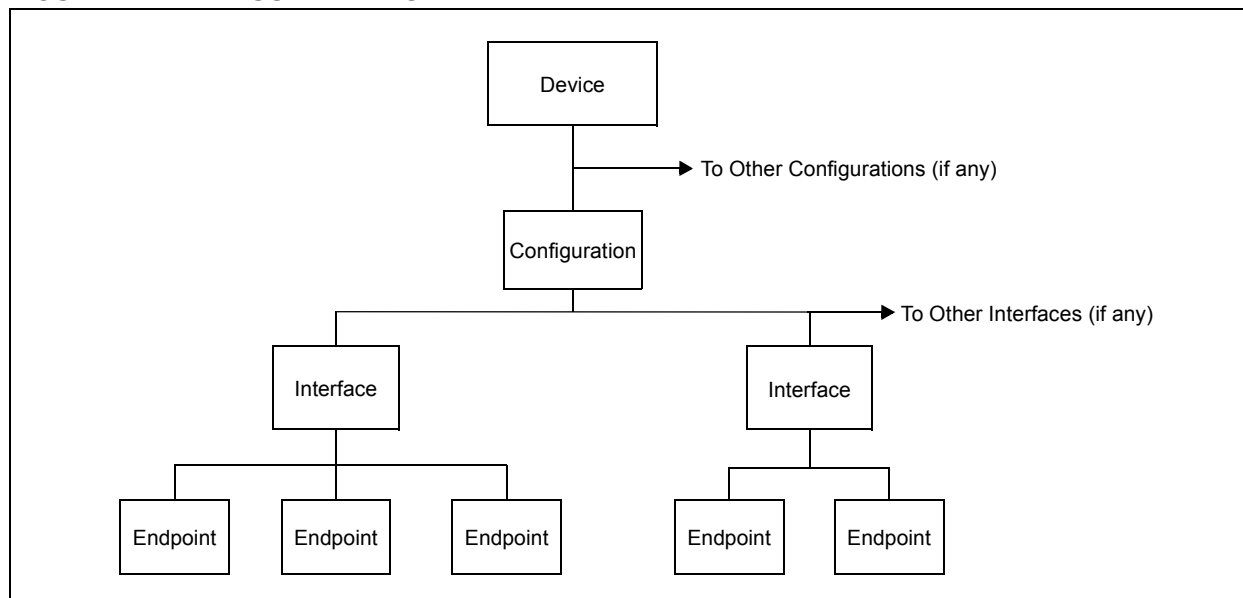 Device
To Other Configurations (if any)
Configuration
To Other Interfaces (if any)
Interface
Interface
Endpoint
Endpoint
Endpoint
Endpoint
Endpoint